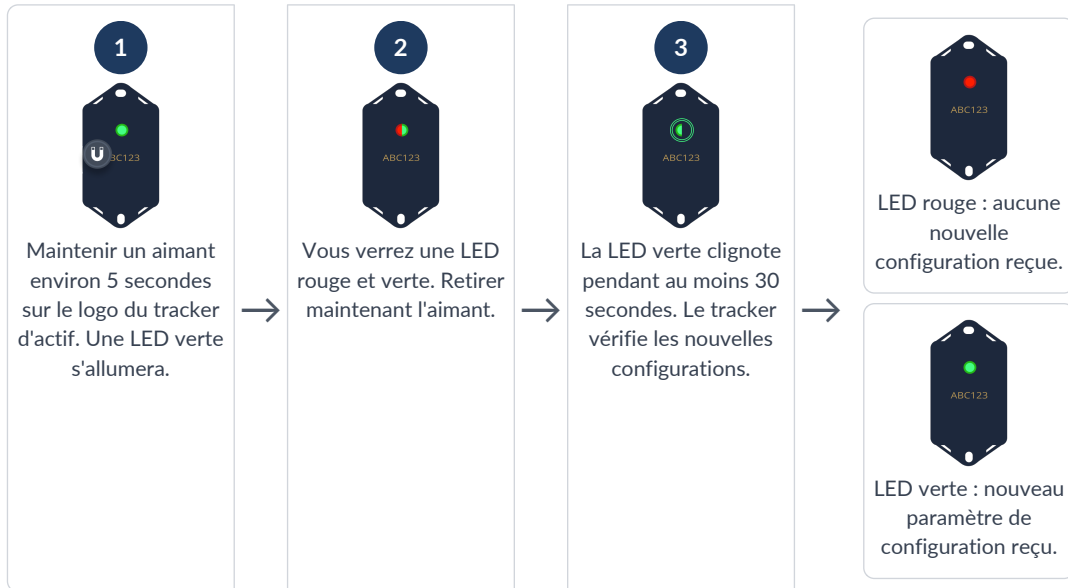 1
BC123
Maintenir un aimant
environ 5 secondes
sur le logo du tracker
d'actif. Une LED verte
s'allumera.
2
ABC123
Vous verrez une LED
rouge et verte. Retirer
maintenant l'aimant.
3
ABC123
La LED verte clignote
pendant au moins 30
secondes. Le tracker
vérifie les nouvelles
configurations.
ABC123
LED rouge : aucune
nouvelle
configuration reçue.
ABC123
LED verte : nouveau
paramètre de
configuration reçu.